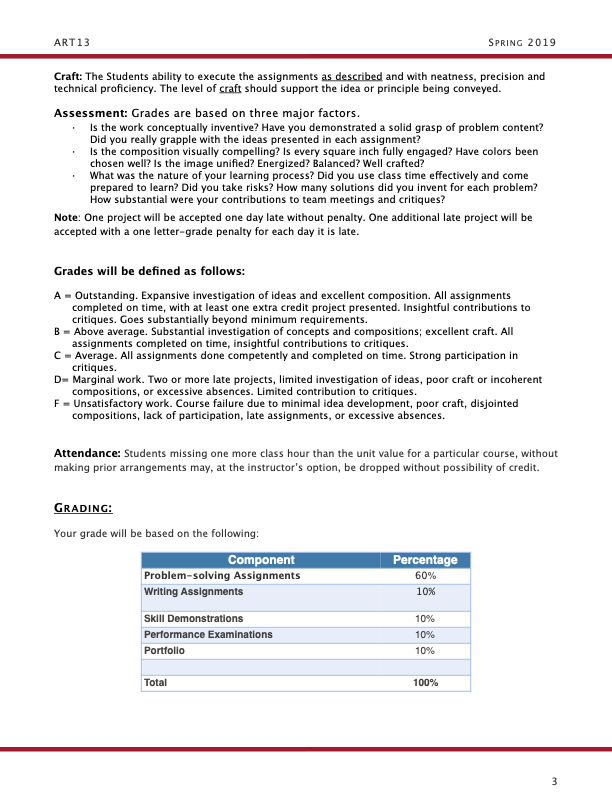 ART13 SPRING 2019
Craft: The Students ability to execute the assignments as described and with neatness, precision and
technical proficiency. The level of craft should support the idea or principle being conveyed.
Assessment: Grades are based on three major factors.
· Is the work conceptually inventive? Have you demonstrated a solid grasp of problem content?
Did you really grapple with the ideas presented in each assignment?
· Is the composition visually compelling? Is every square inch fully engaged? Have colors been
chosen well? Is the image unified? Energized? Balanced? Well crafted?
· What was the nature of your learning process? Did you use class time effectively and come
prepared to learn? Did you take risks? How many solutions did you invent for each problem?
How substantial were your contributions to team meetings and critiques?
Note: One project will be accepted one day late without penalty. One additional late project will be
accepted with a one letter-grade penalty for each day it is late.
Grades will be defined as follows:
A = Outstanding. Expansive investigation of ideas and excellent composition. All assignments
completed on time, with at least one extra credit project presented. Insightful contributions to
critiques. Goes substantially beyond minimum requirements.
B = Above average. Substantial investigation of concepts and compositions; excellent craft. All
assignments completed on time, insightful contributions to critiques.
C = Average. All assignments done competently and completed on time. Strong participation in
critiques.
D= Marginal work. Two or more late projects, limited investigation of ideas, poor craft or incoherent
compositions, or excessive absences. Limited contribution to critiques.
F = Unsatisfactory work. Course failure due to minimal idea development, poor craft, disjointed
compositions, lack of participation, late assignments, or excessive absences.
Attendance: Students missing one more class hour than the unit value for a particular course, without
making prior arrangements may, at the instructor's option, be dropped without possibility of credit.
GRADING:
Your grade will be based on the following:
Component Percentage
Problem-solving Assignments 60%
Writing Assignments 10%
Skill Demonstrations 10%
Performance Examinations 10%
Portfolio 10%
Total 100%
3